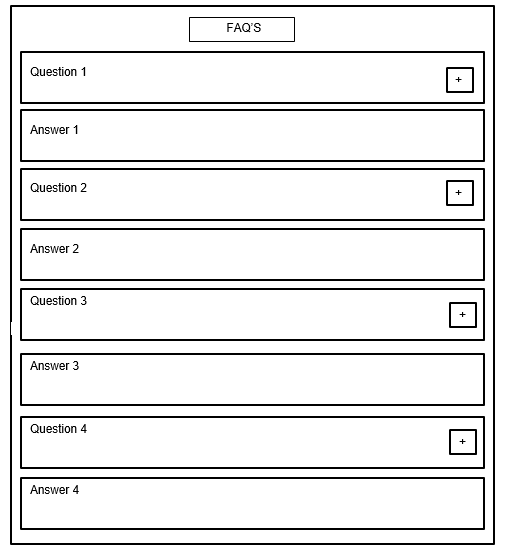 FAQ'S
Question 1
+
Answer 1
Question 2
+
Answer 2
Question 3
+
Answer 3
Question 4
+
Answer 4